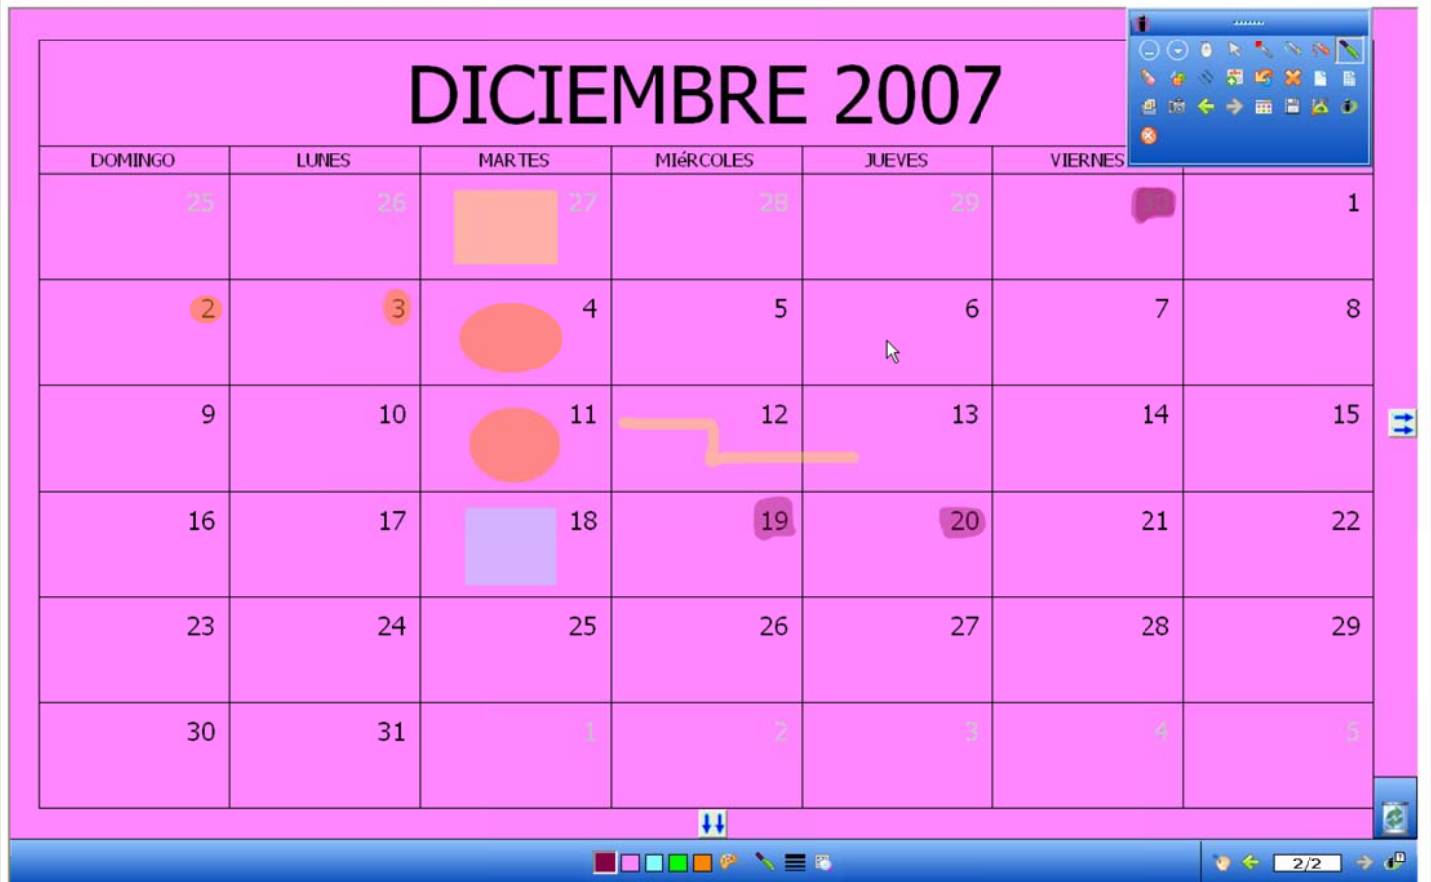 DICIEMBRE 2007
DOMINGO LUNES MARTES MIéRCOLES JUEVES VIERNES
25 26 27 28 29 30 1
2 3 4 5 6 7 8
9 10 11 12 13 14 15
16 17 18 19 20 21 22
23 24 25 26 27 28 29
30 31 1 2 3 4 5
2/2